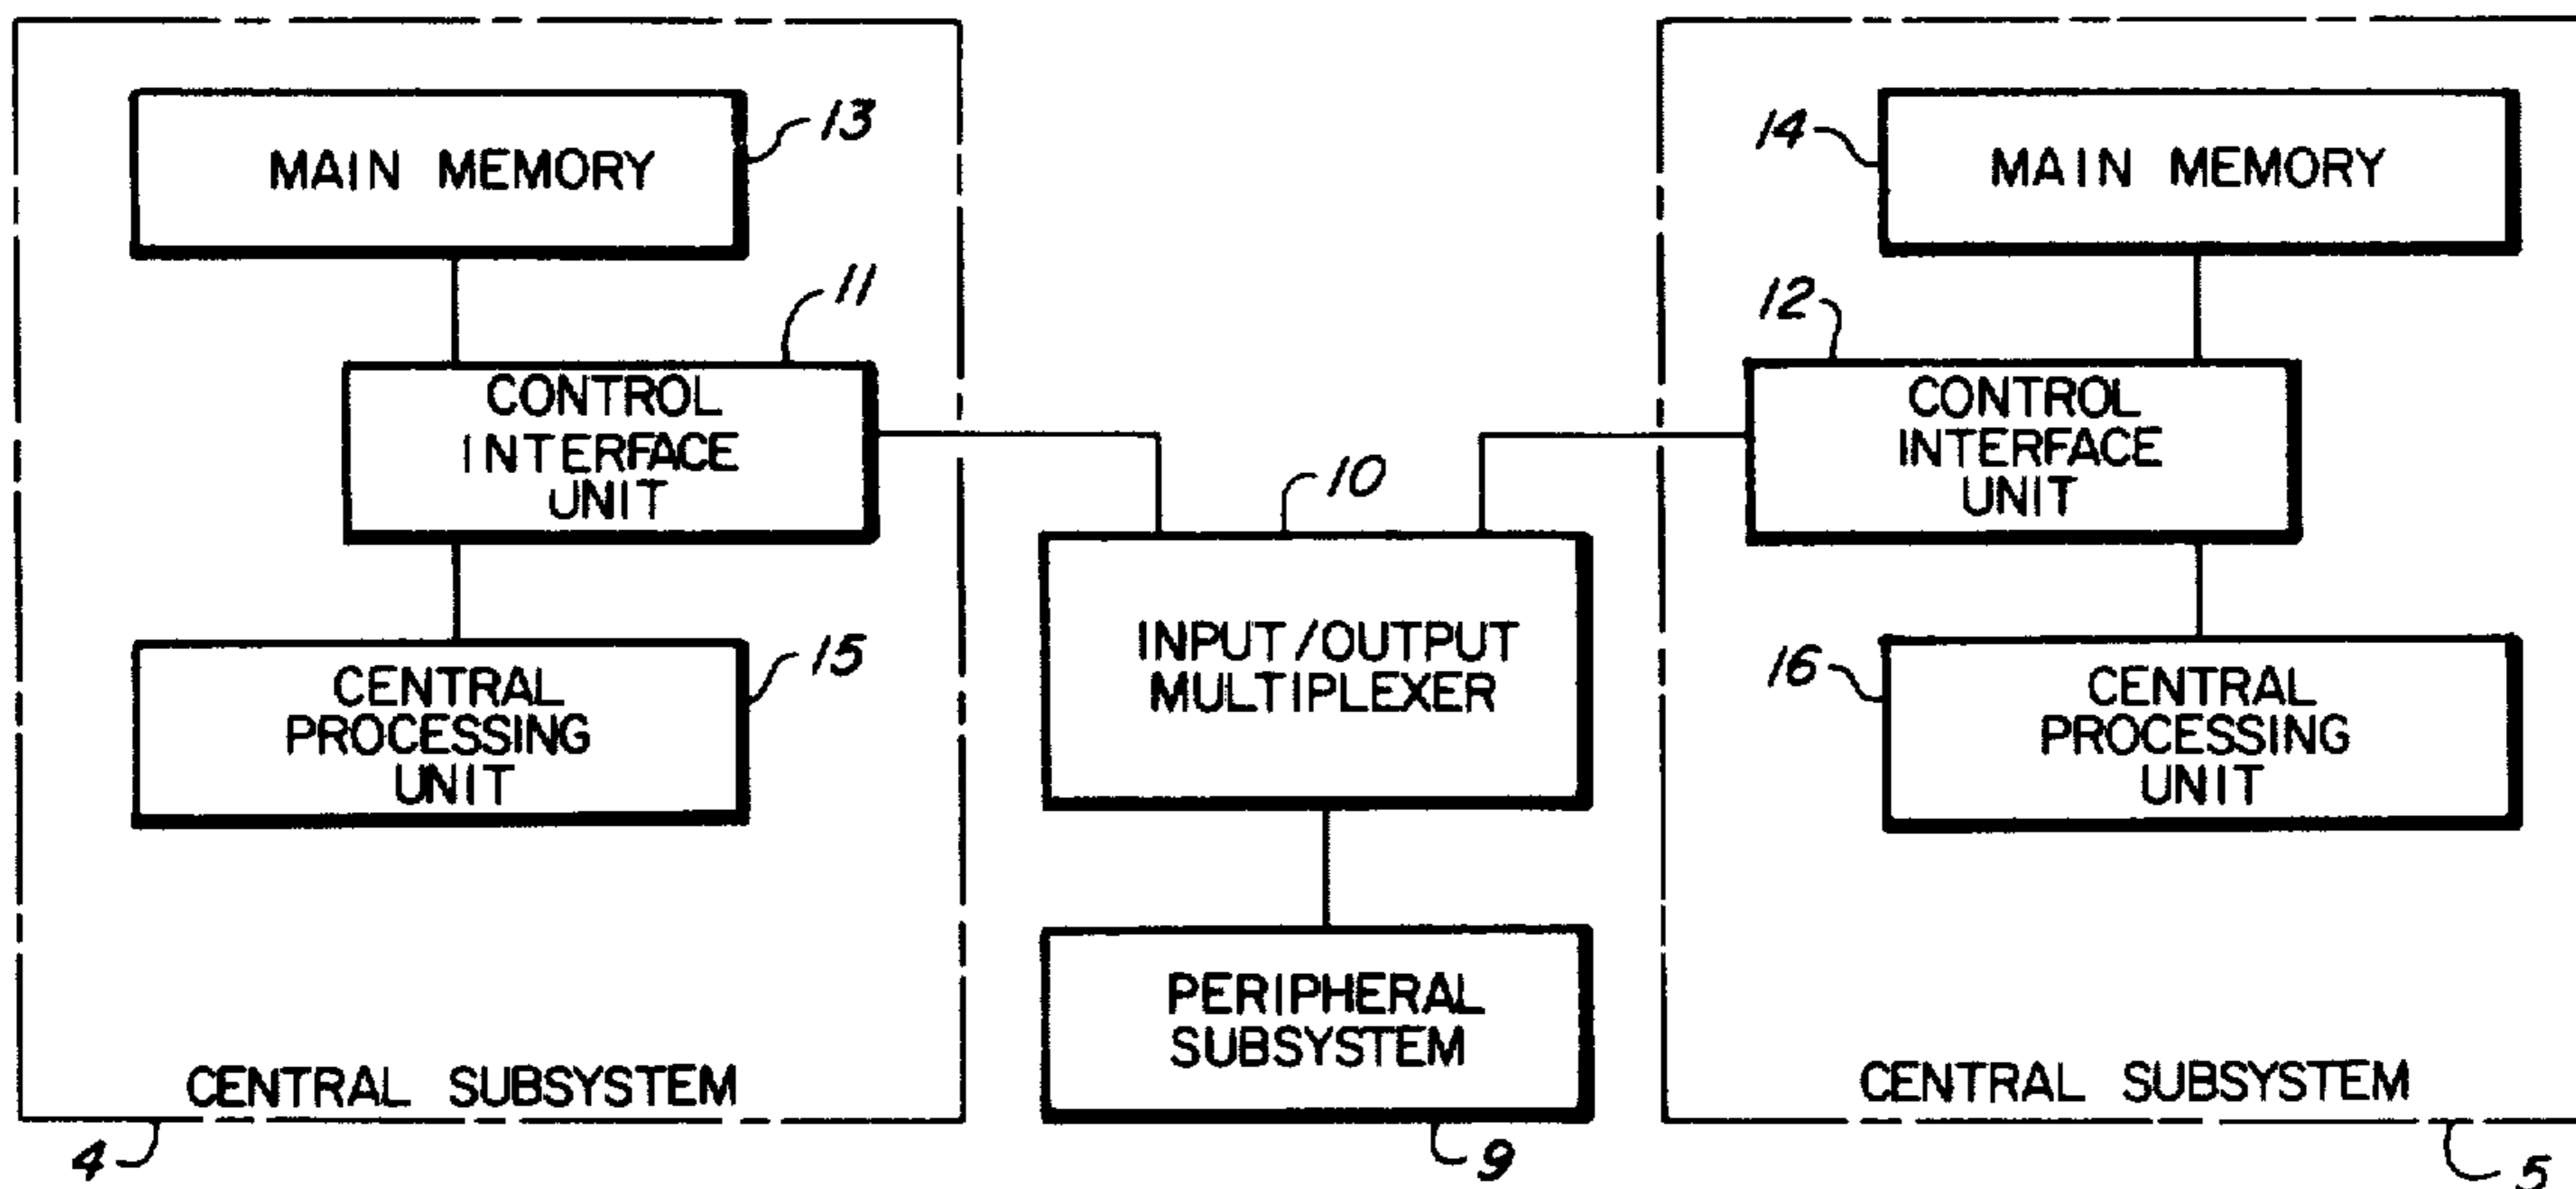 MAIN MEMORY
13
11
CONTROL
INTERFACE
UNIT
15
CENTRAL
PROCESSING
UNIT
CENTRAL SUBSYSTEM
4
10
INPUT/OUTPUT
MULTIPLEXER
PERIPHERAL
SUBSYSTEM
9
14
MAIN MEMORY
12
CONTROL
INTERFACE
UNIT
16
CENTRAL
PROCESSING
UNIT
CENTRAL SUBSYSTEM
5